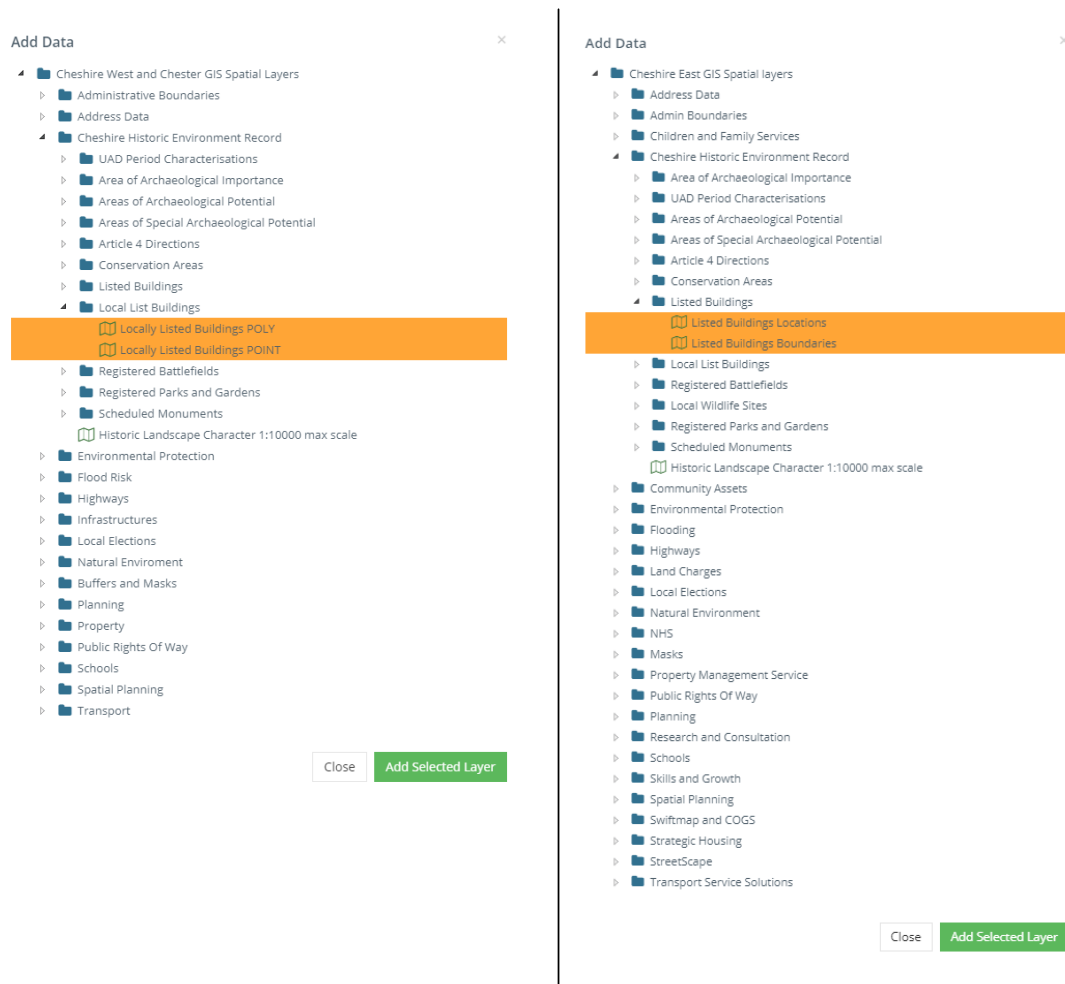 Add Data
×
Cheshire West and Chester GIS Spatial Layers
Administrative Boundaries
Address Data
Cheshire Historic Environment Record
UAD Period Characterisations
Area of Archaeological Importance
Areas of Archaeological Potential
Areas of Special Archaeological Potential
Article 4 Directions
Conservation Areas
Listed Buildings
Local List Buildings
Locally Listed Buildings POLY
Locally Listed Buildings POINT
Registered Battlefields
Registered Parks and Gardens
Scheduled Monuments
Historic Landscape Character 1:10000 max scale
Environmental Protection
Flood Risk
Highways
Infrastructures
Local Elections
Natural Enviroment
Buffers and Masks
Planning
Property
Public Rights Of Way
Schools
Spatial Planning
Transport
Close
Add Selected Layer
Add Data
×
Cheshire East GIS Spatial layers
Address Data
Admin Boundaries
Children and Family Services
Cheshire Historic Environment Record
Area of Archaeological Importance
UAD Period Characterisations
Areas of Archaeological Potential
Areas of Special Archaeological Potential
Article 4 Directions
Conservation Areas
Listed Buildings
Listed Buildings Locations
Listed Buildings Boundaries
Local List Buildings
Registered Battlefields
Local Wildlife Sites
Registered Parks and Gardens
Scheduled Monuments
Historic Landscape Character 1:10000 max scale
Community Assets
Environmental Protection
Flooding
Highways
Land Charges
Local Elections
Natural Environment
NHS
Masks
Property Management Service
Public Rights Of Way
Planning
Research and Consultation
Schools
Skills and Growth
Spatial Planning
Swiftmap and COGS
Strategic Housing
StreetScape
Transport Service Solutions
Close
Add Selected Layer